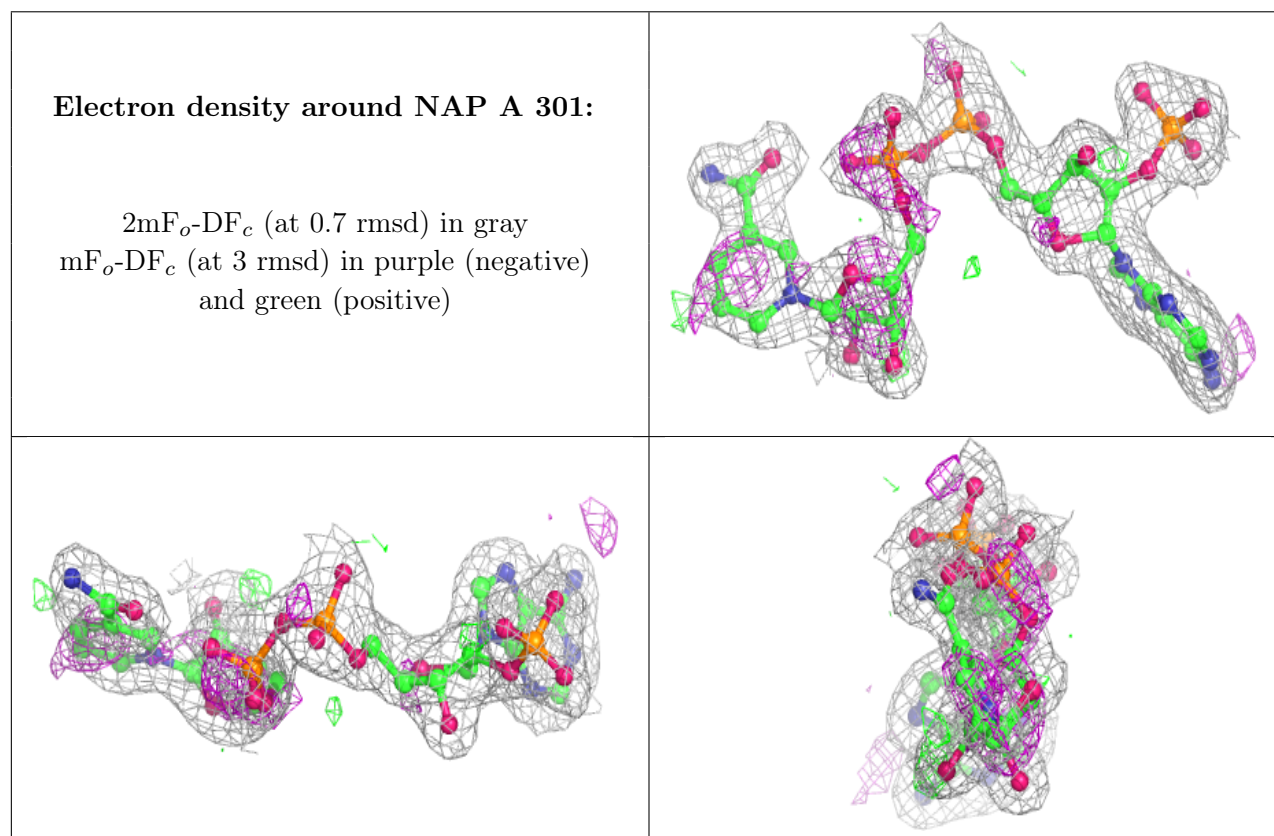 Electron density around NAP A 301:
2mFo-DFc (at 0.7 rmsd) in gray
mFo-DFc (at 3 rmsd) in purple (negative)
and green (positive)